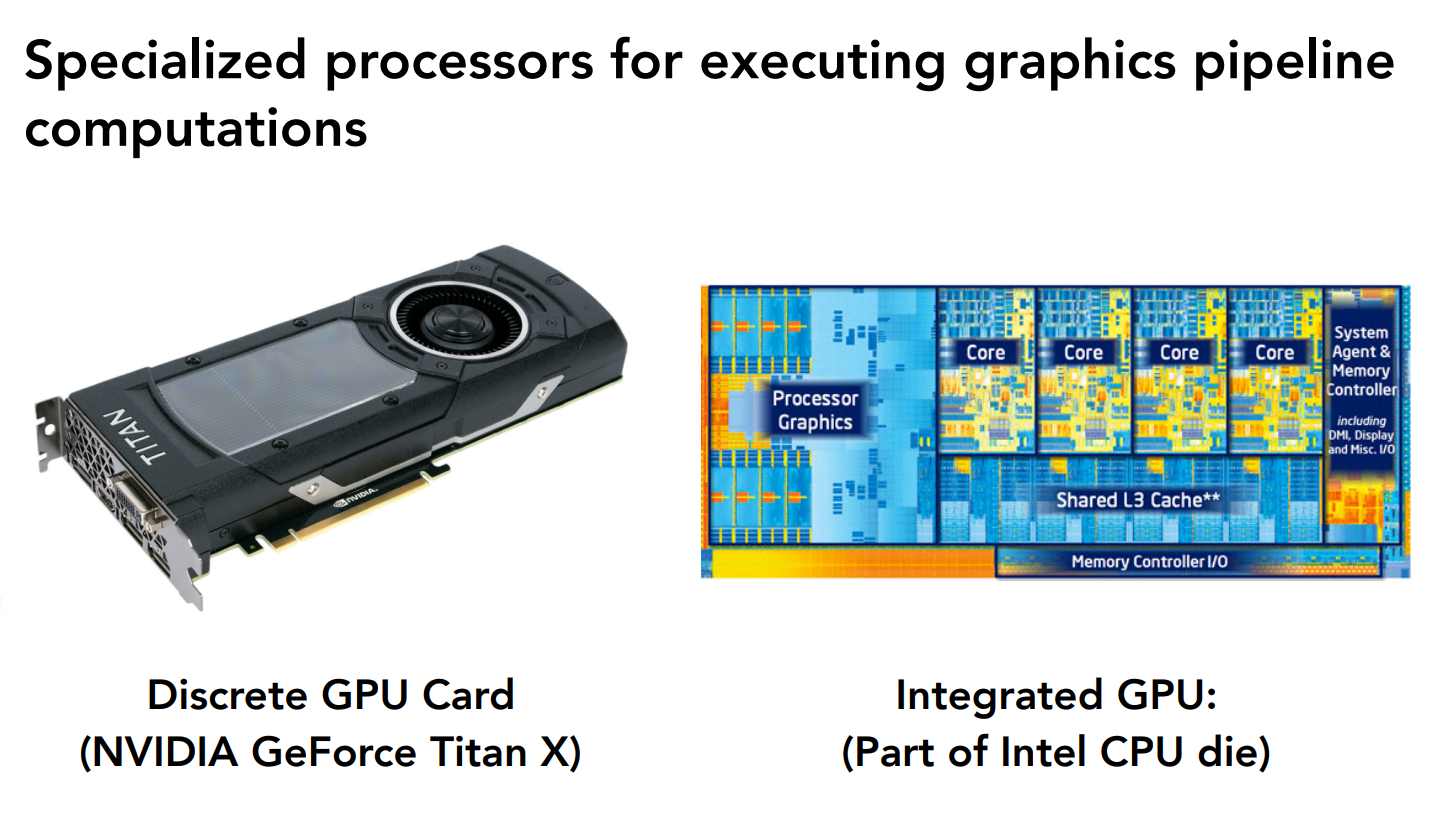 Specialized processors for executing graphics pipeline
computations
TITAN
NVIDIA.
Processor
Graphics
Core
Core
Core
Core
System
Agent &
Memory
Controller
including
DMI, Display
and Misc. I/O
Shared L3 Cache**
Memory Controller I/O
Discrete GPU Card
(NVIDIA GeForce Titan X)
Integrated GPU:
(Part of Intel CPU die)